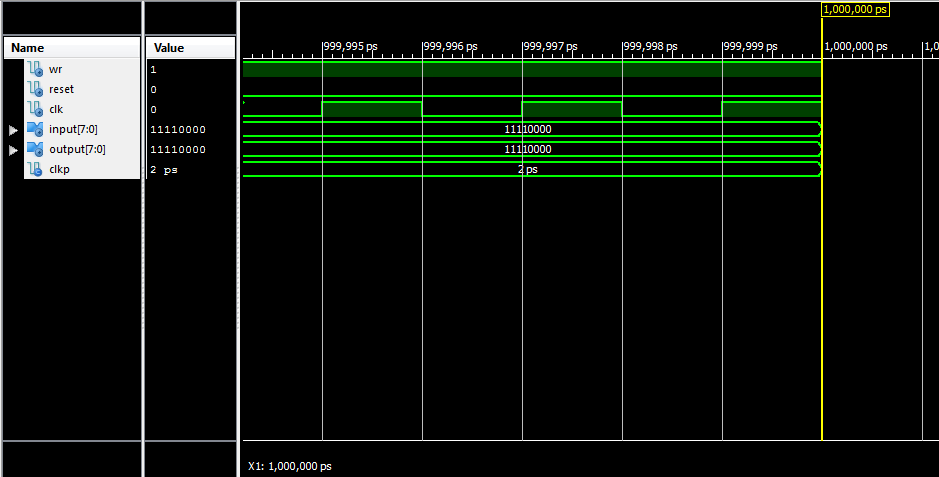 1,000,000 ps
Name Value 999,995 ps 999,996 ps 999,997 ps 999,998 ps 999,999 ps 1,000,000 ps 1,0
wr 1
reset 0
clk 0
input[7:0] 11110000 11110000
output[7:0] 11110000 11110000
clkp 2 ps 2 ps
X1: 1,000,000 ps